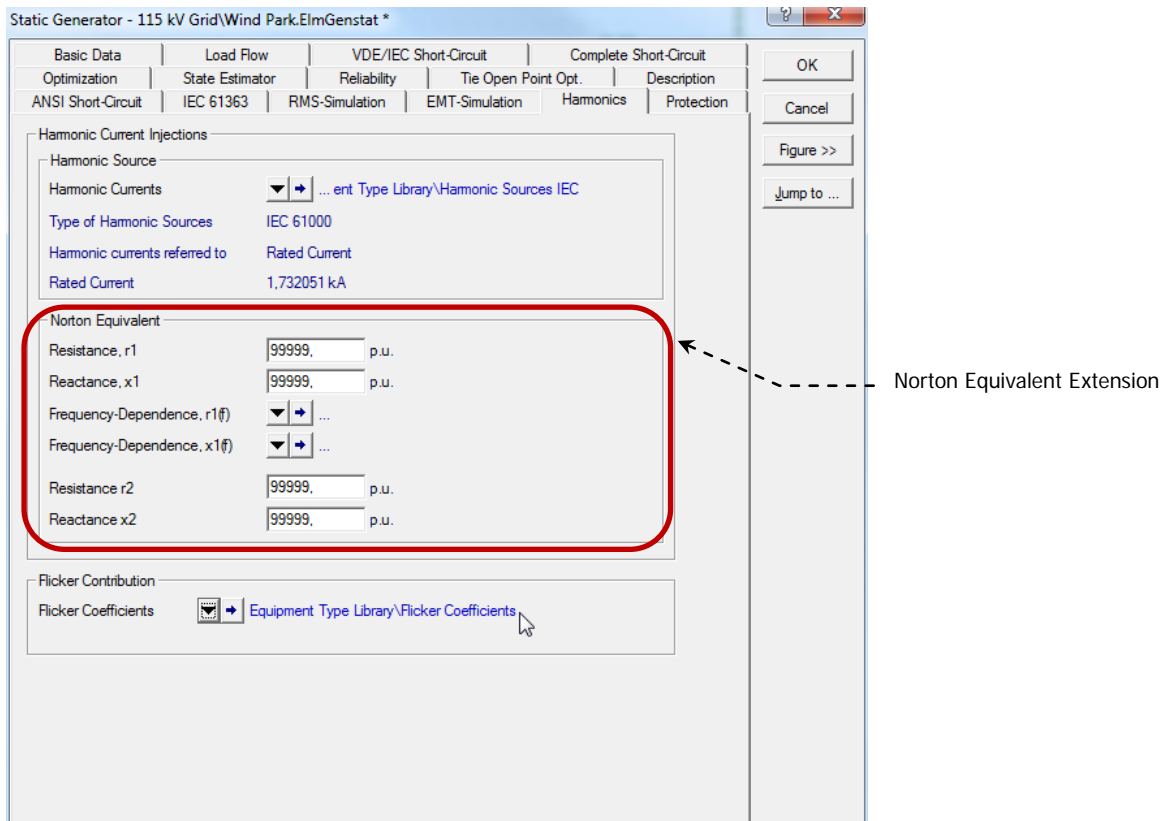 Static Generator - 115 kV Grid\Wind Park.ElmGenstat *
?
X
Basic Data Load Flow VDE/IEC Short-Circuit Complete Short-Circuit
Optimization State Estimator Reliability Tie Open Point Opt. Description
ANSI Short-Circuit IEC 61363 RMS-Simulation EMT-Simulation Harmonics Protection
OK
Cancel
Figure >>
Jump to ...
Harmonic Current Injections
Harmonic Source
Harmonic Currents ... ent Type Library\Harmonic Sources IEC
Type of Harmonic Sources IEC 61000
Harmonic currents referred to Rated Current
Rated Current 1,732051 kA
Norton Equivalent
Resistance, r1 99999, p.u.
Reactance, x1 99999, p.u.
Frequency-Dependence, r1(f) ...
Frequency-Dependence, x1(f) ...
Resistance r2 99999, p.u.
Reactance x2 99999, p.u.
Norton Equivalent Extension
Flicker Contribution
Flicker Coefficients Equipment Type Library\Flicker Coefficients